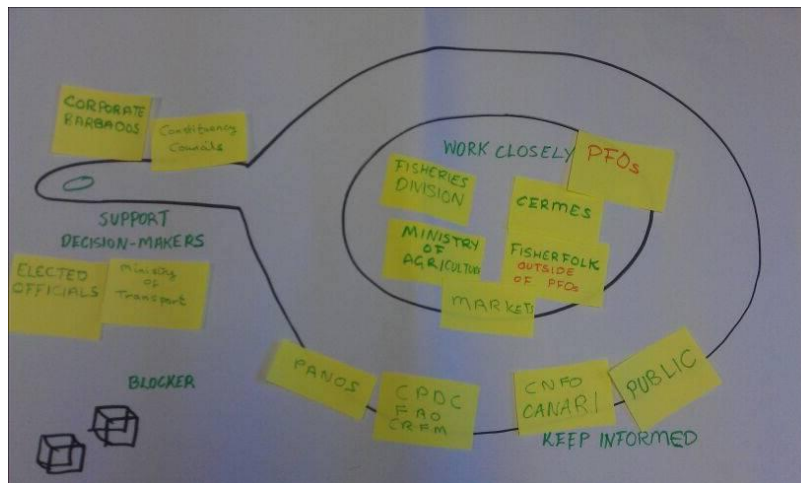 CORPORATE
BARBADOS
Constituency
Councils
SUPPORT
DECISION-MAKERS
ELECTED
OFFICIALS
Ministry
of
Transport
BLOCKER
WORK CLOSELY
PFOs
FISHERIES
DIVISION
CERMES
MINISTRY
OF
AGRICULTURE
FISHERFOLK
OUTSIDE
OF PFOs
MARKETS
PANOS
CPDC
FAO
CRFM
CNFO
CANARI
PUBLIC
KEEP INFORMED